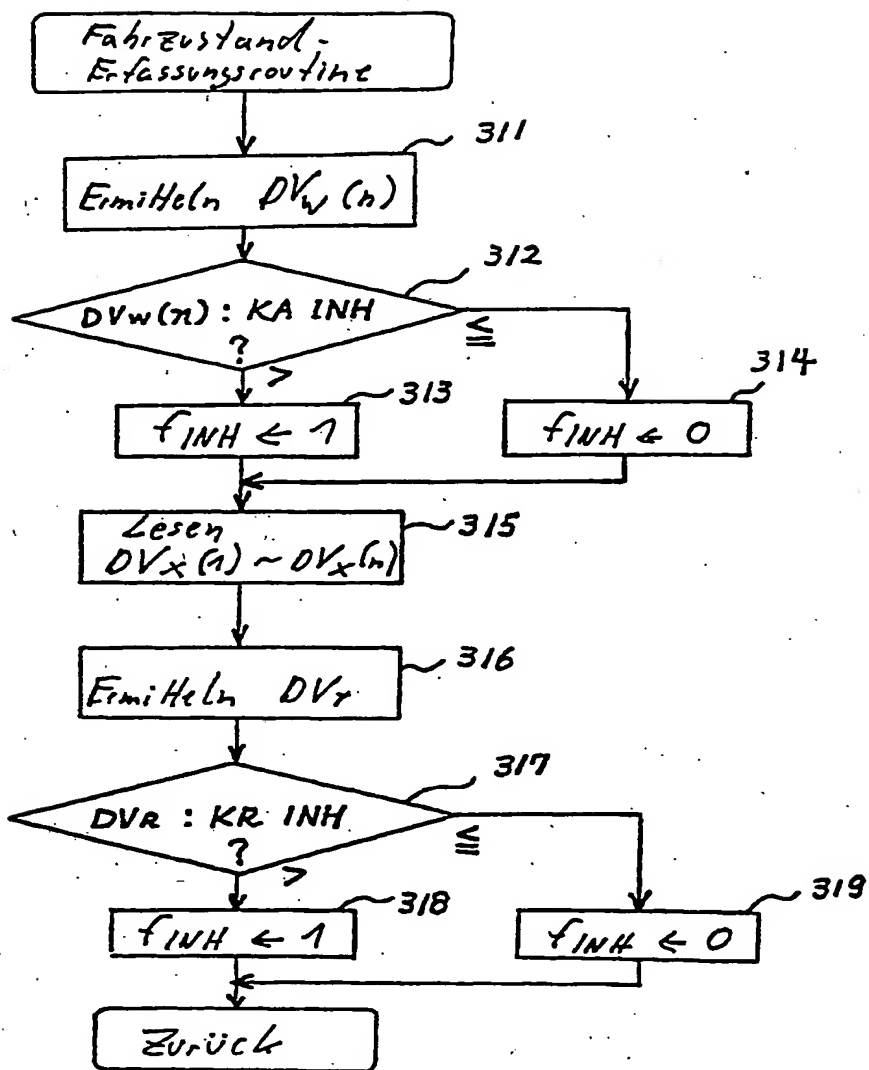 Fahrzustand-
Erfassungsroutine
311
Ermitteln DVw (n)
312
DVw(n) : KA INH
?
>
≦
313
314
fINH ← 1
fINH ← 0
Lesen
315
DVx(1) ~ DVx(n)
316
Ermitteln DVr
317
DVR : KR INH
?
>
≦
318
319
fINH ← 1
fINH ← 0
Zurück